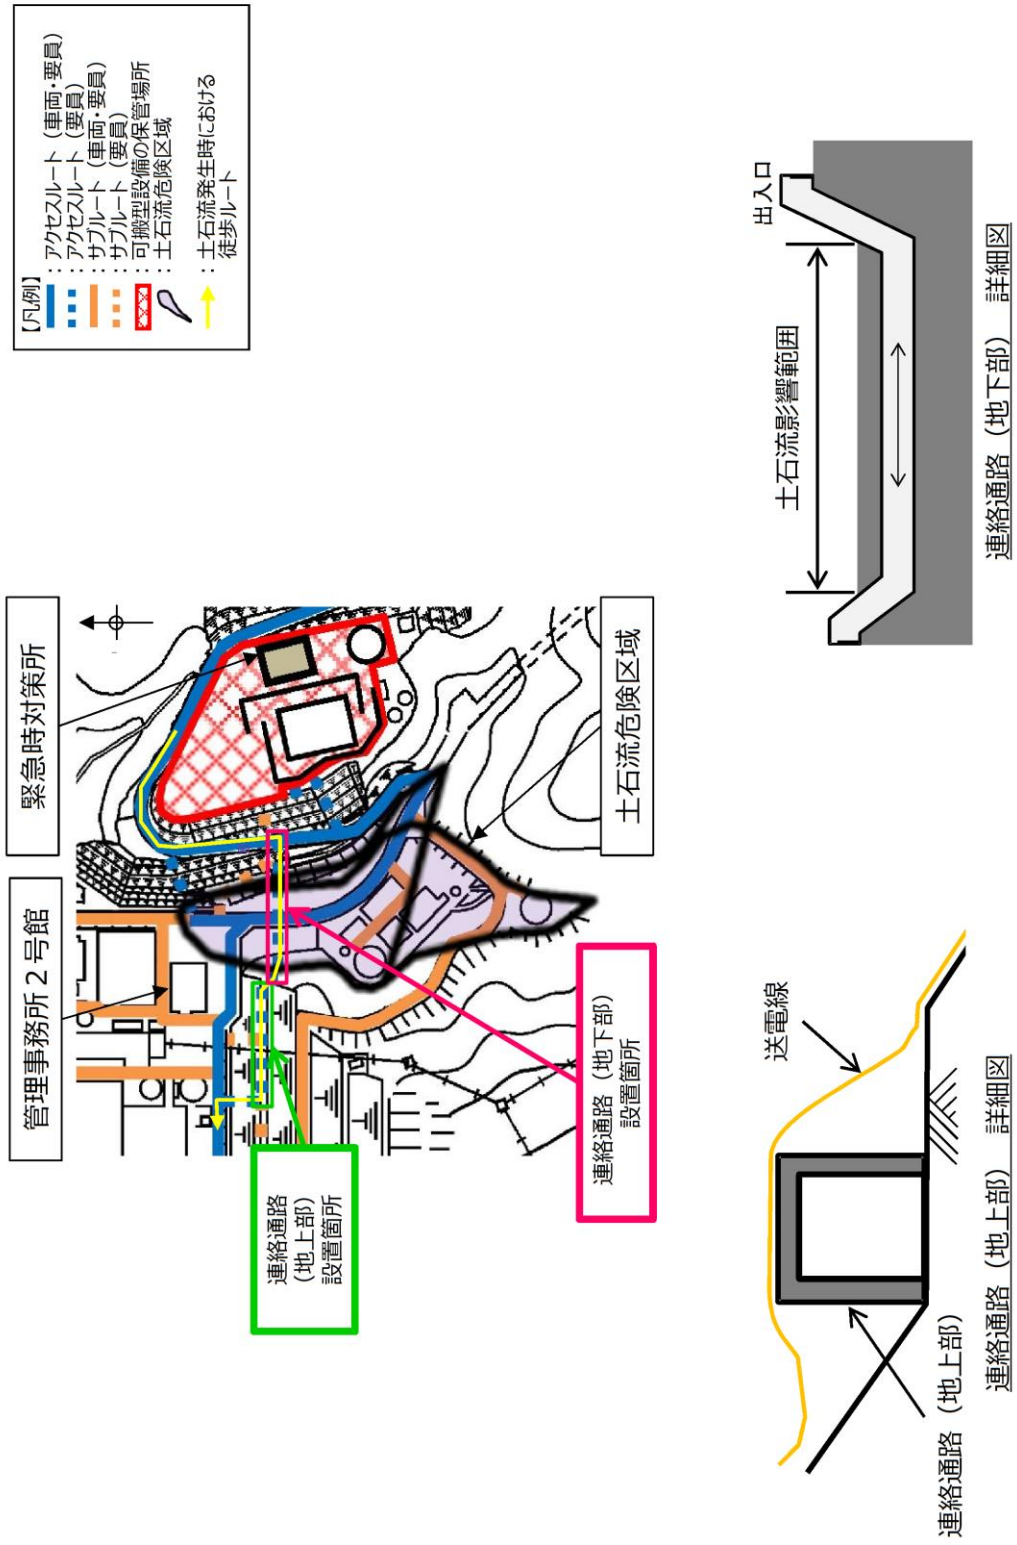 【凡例】
：アクセスルート（車両・要員）
：アクセスルート（要員）
：サブルート（車両・要員）
：サブルート（要員）
：可搬型設備の保管場所
：土石流危険区域
：土石流発生時における
徒歩ルート
緊急時対策所
管理事務所２号館
土石流危険区域
連絡通路
（地上部）
設置箇所
連絡通路（地下部）
設置箇所
送電線
連絡通路（地上部）
連絡通路（地上部）　詳細図
出入口
土石流影響範囲
連絡通路（地下部）　詳細図